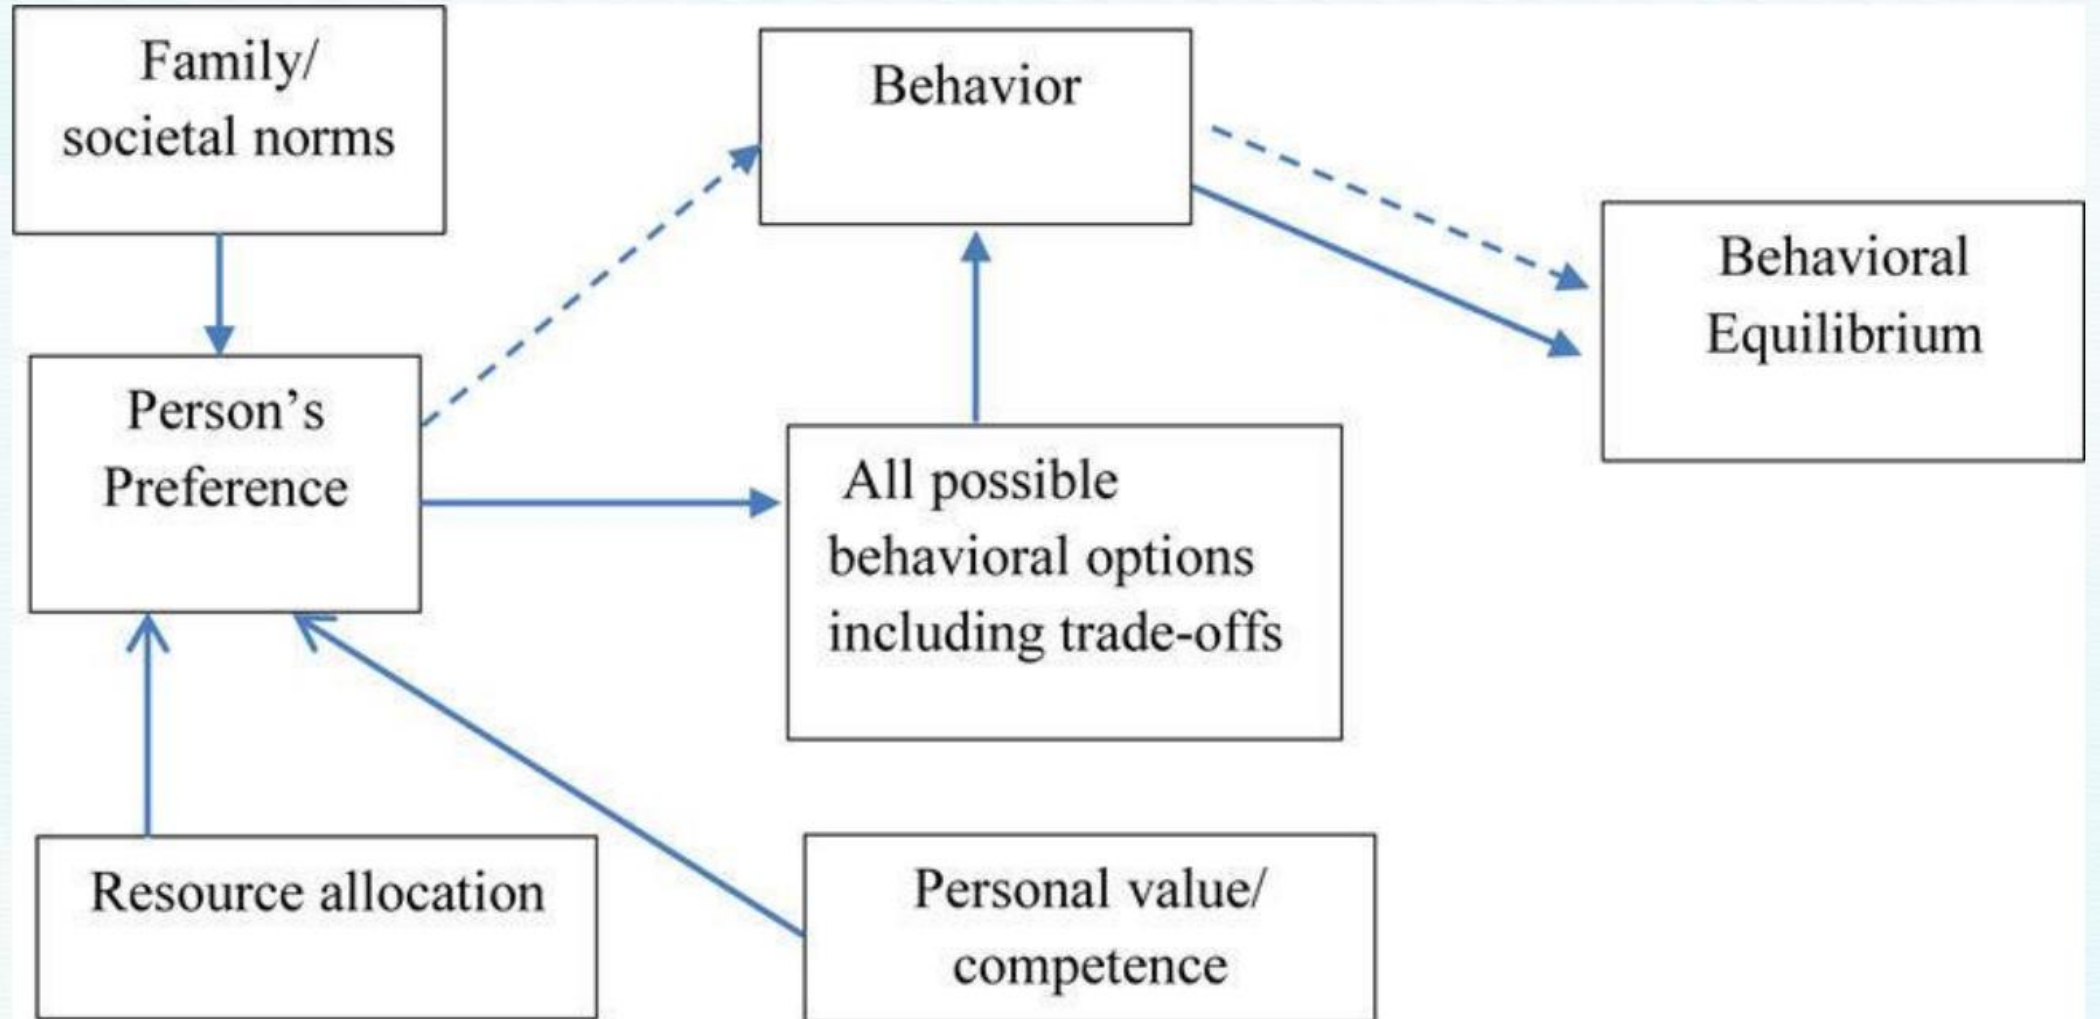 Family/
societal norms
Behavior
Behavioral
Equilibrium
Person’s
Preference
All possible
behavioral options
including trade-offs
Resource allocation
Personal value/
competence